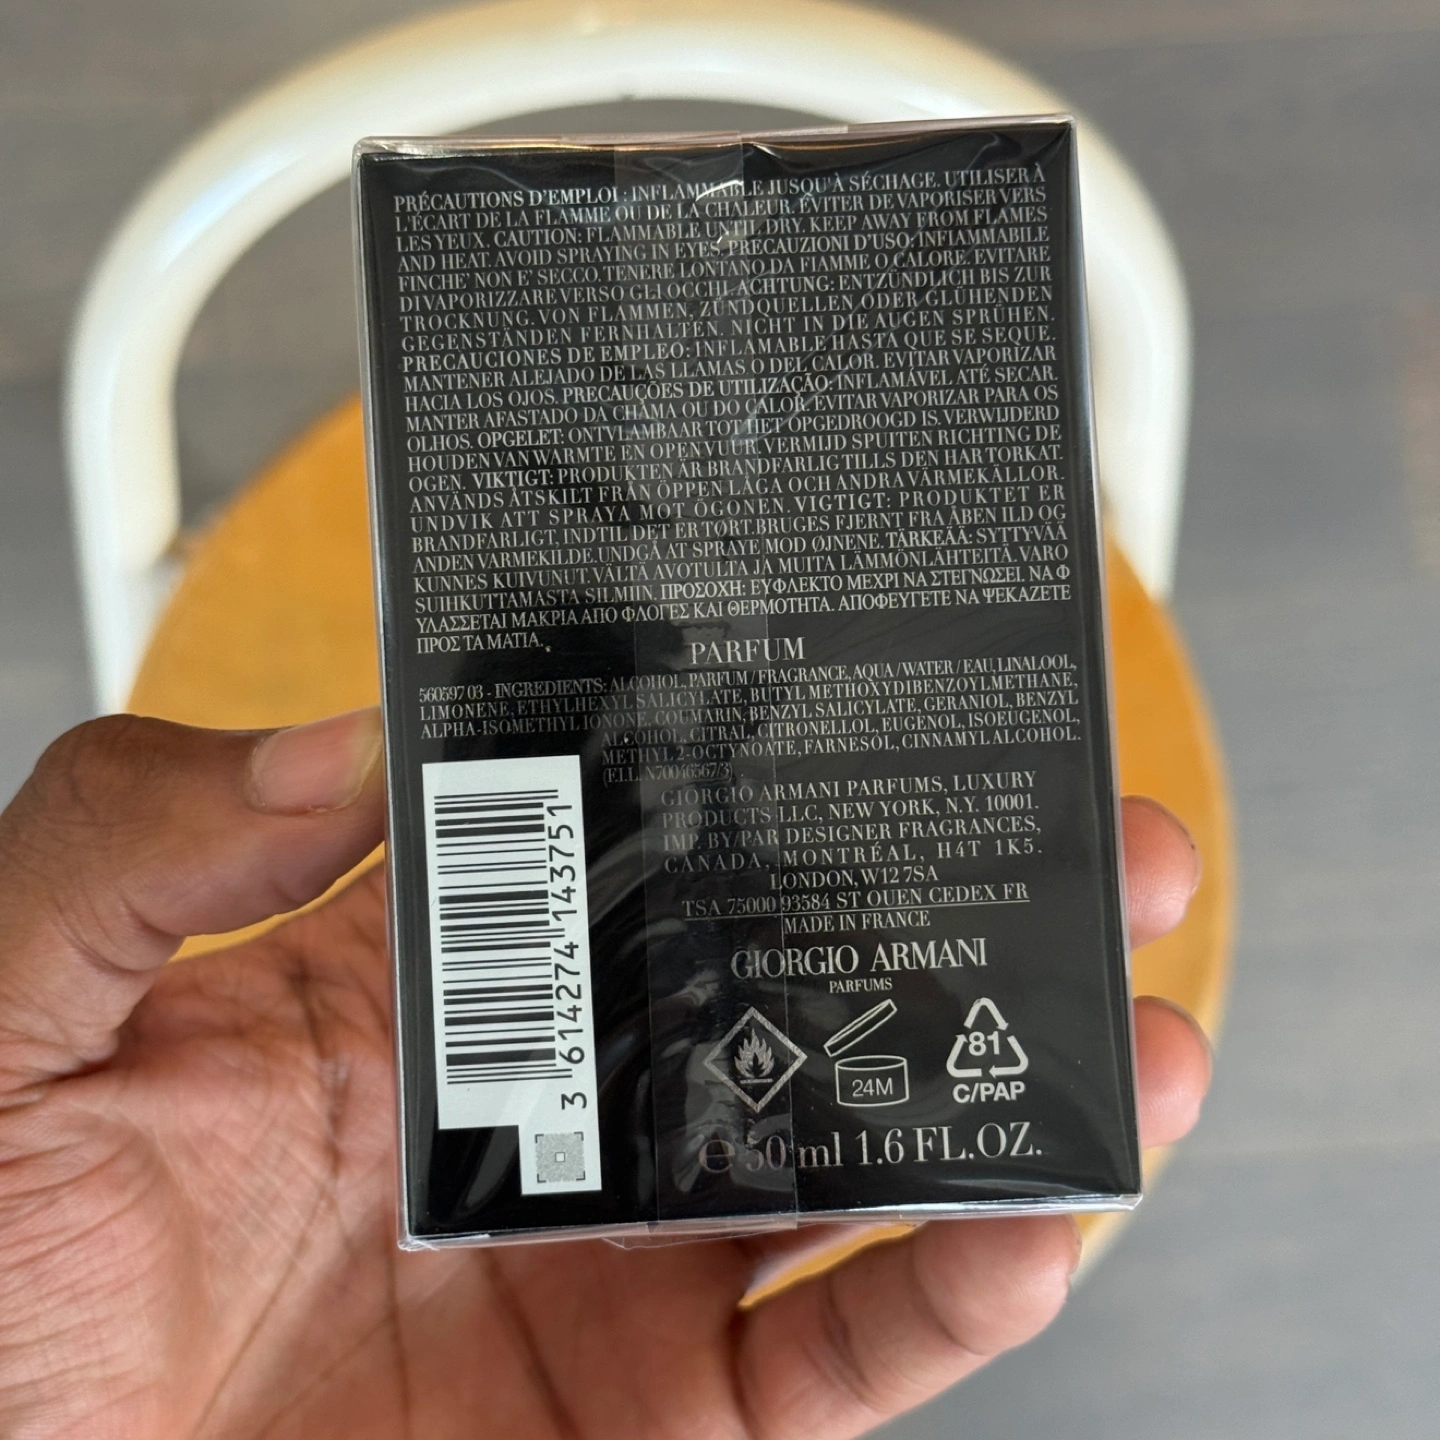 PRÉCAUTIONS D'EMPLOI : INFLAMMABLE JUSQU'À SÉCHAGE. UTILISER À
L'ÉCART DE LA FLAMME OU DE LA CHALEUR. ÉVITER DE VAPORISER VERS
LES YEUX. CAUTION: FLAMMABLE UNTIL DRY. KEEP AWAY FROM FLAMES
AND HEAT. AVOID SPRAYING IN EYES. PRECAUZIONI D'USO: INFIAMMABILE
FINCHE' NON E' SECCO. TENERE LONTANO DA FIAMME O CALORE. EVITARE
DI VAPORIZZARE VERSO GLI OCCHI. ACHTUNG: ENTZÜNDLICH BIS ZUR
TROCKNUNG. VON FLAMMEN, ZÜNDQUELLEN ODER GLÜHENDEN
GEGENSTÄNDEN FERNHALTEN. NICHT IN DIE AUGEN SPRÜHEN.
PRECAUCIONES DE EMPLEO: INFLAMABLE HASTA QUE SE SEQUE.
MANTENER ALEJADO DE LAS LLAMAS O DEL CALOR. EVITAR VAPORIZAR
HACIA LOS OJOS. PRECAUÇÕES DE UTILIZAÇÃO: INFLAMÁVEL ATÉ SECAR.
MANTER AFASTADO DA CHAMA OU DO CALOR. EVITAR VAPORIZAR PARA OS
OLHOS. OPGELET: ONTVLAMBAAR TOT HET OPGEDROOGD IS. VERWIJDERD
HOUDEN VAN WARMTE EN OPEN VUUR. VERMIJD SPUITEN RICHTING DE
OGEN. VIKTIGT: PRODUKTEN ÄR BRANDFARLIG TILLS DEN HAR TORKAT.
ANVÄNDS ÅTSKILT FRÅN ÖPPEN LÅGA OCH ANDRA VÄRMEKÄLLOR.
UNDVIK ATT SPRAYA MOT ÖGONEN. VIGTIGT: PRODUKTET ER
BRANDFARLIGT, INDTIL DET ER TØRT. BRUGES FJERNT FRA ÅBEN ILD OG
ANDEN VARMEKILDE. UNDGÅ AT SPRAYE MOD ØJNENE. TÄRKEÄÄ: SYTTYVÄÄ
KUNNES KUIVUNUT. VÄLTÄ AVOTULTA JA MUITA LÄMMÖNLÄHTEITÄ. VARO
SUIHKUTTAMASTA SILMIIN. ΠΡΟΣΟΧΗ: ΕΥΦΛΕΚΤΟ ΜΕΧΡΙ ΝΑ ΣΤΕΓΝΩΣΕΙ. ΝΑ Φ
ΥΛΑΣΣΕΤΑΙ ΜΑΚΡΙΑ ΑΠΟ ΦΛΟΓΕΣ ΚΑΙ ΘΕΡΜΟΤΗΤΑ. ΑΠΟΦΕΥΓΕΤΕ ΝΑ ΨΕΚΑΖΕΤΕ
ΠΡΟΣ ΤΑ ΜΑΤΙΑ.
PARFUM
560597 03 - INGREDIENTS: ALCOHOL, PARFUM / FRAGRANCE, AQUA / WATER / EAU, LINALOOL,
LIMONENE, ETHYLHEXYL SALICYLATE, BUTYL METHOXYDIBENZOYLMETHANE,
ALPHA-ISOMETHYL IONONE, COUMARIN, BENZYL SALICYLATE, GERANIOL, BENZYL
ALCOHOL, CITRAL, CITRONELLOL, EUGENOL, ISOEUGENOL,
METHYL 2-OCTYNOATE, FARNESOL, CINNAMYL ALCOHOL.
(F.I.L. N70046567/3)
GIORGIO ARMANI PARFUMS, LUXURY
PRODUCTS LLC, NEW YORK, N.Y. 10001.
IMP. BY/PAR DESIGNER FRAGRANCES,
CANADA, MONTRÉAL, H4T 1K5.
LONDON, W12 7SA
TSA 75000 93584 ST OUEN CEDEX FR
MADE IN FRANCE
GIORGIO ARMANI
PARFUMS
24M
81
C/PAP
e 50 ml 1.6 FL.OZ.
3 614274 143751